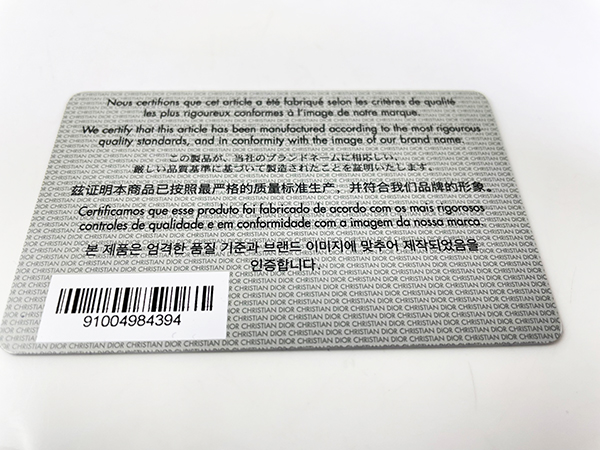 Nous certifions que cet article a été fabriqué selon les critères de qualité
les plus rigoureux conformes à l'image de notre marque.
We certify that this article has been manufactured according to the most rigourous
quality standards, and in conformity with the image of our brand name.
この製品が、当社のブランドネームに相応しい、
厳しい品質基準に基づいて製造されたことを証明いたします。
兹证明本商品已按照最严格的质量标准生产，并符合我们品牌的形象。
Certificamos que esse produto foi fabricado de acordo com os mais rigorosos
controles de qualidade e em conformidade com a imagem da nossa marca.
본 제품은 엄격한 품질 기준과 브랜드 이미지에 맞추어 제작되었음을
인증합니다.
91004984394
CHRISTIAN DIOR CHRISTIAN DIOR CHRISTIAN DIOR CHRISTIAN DIOR